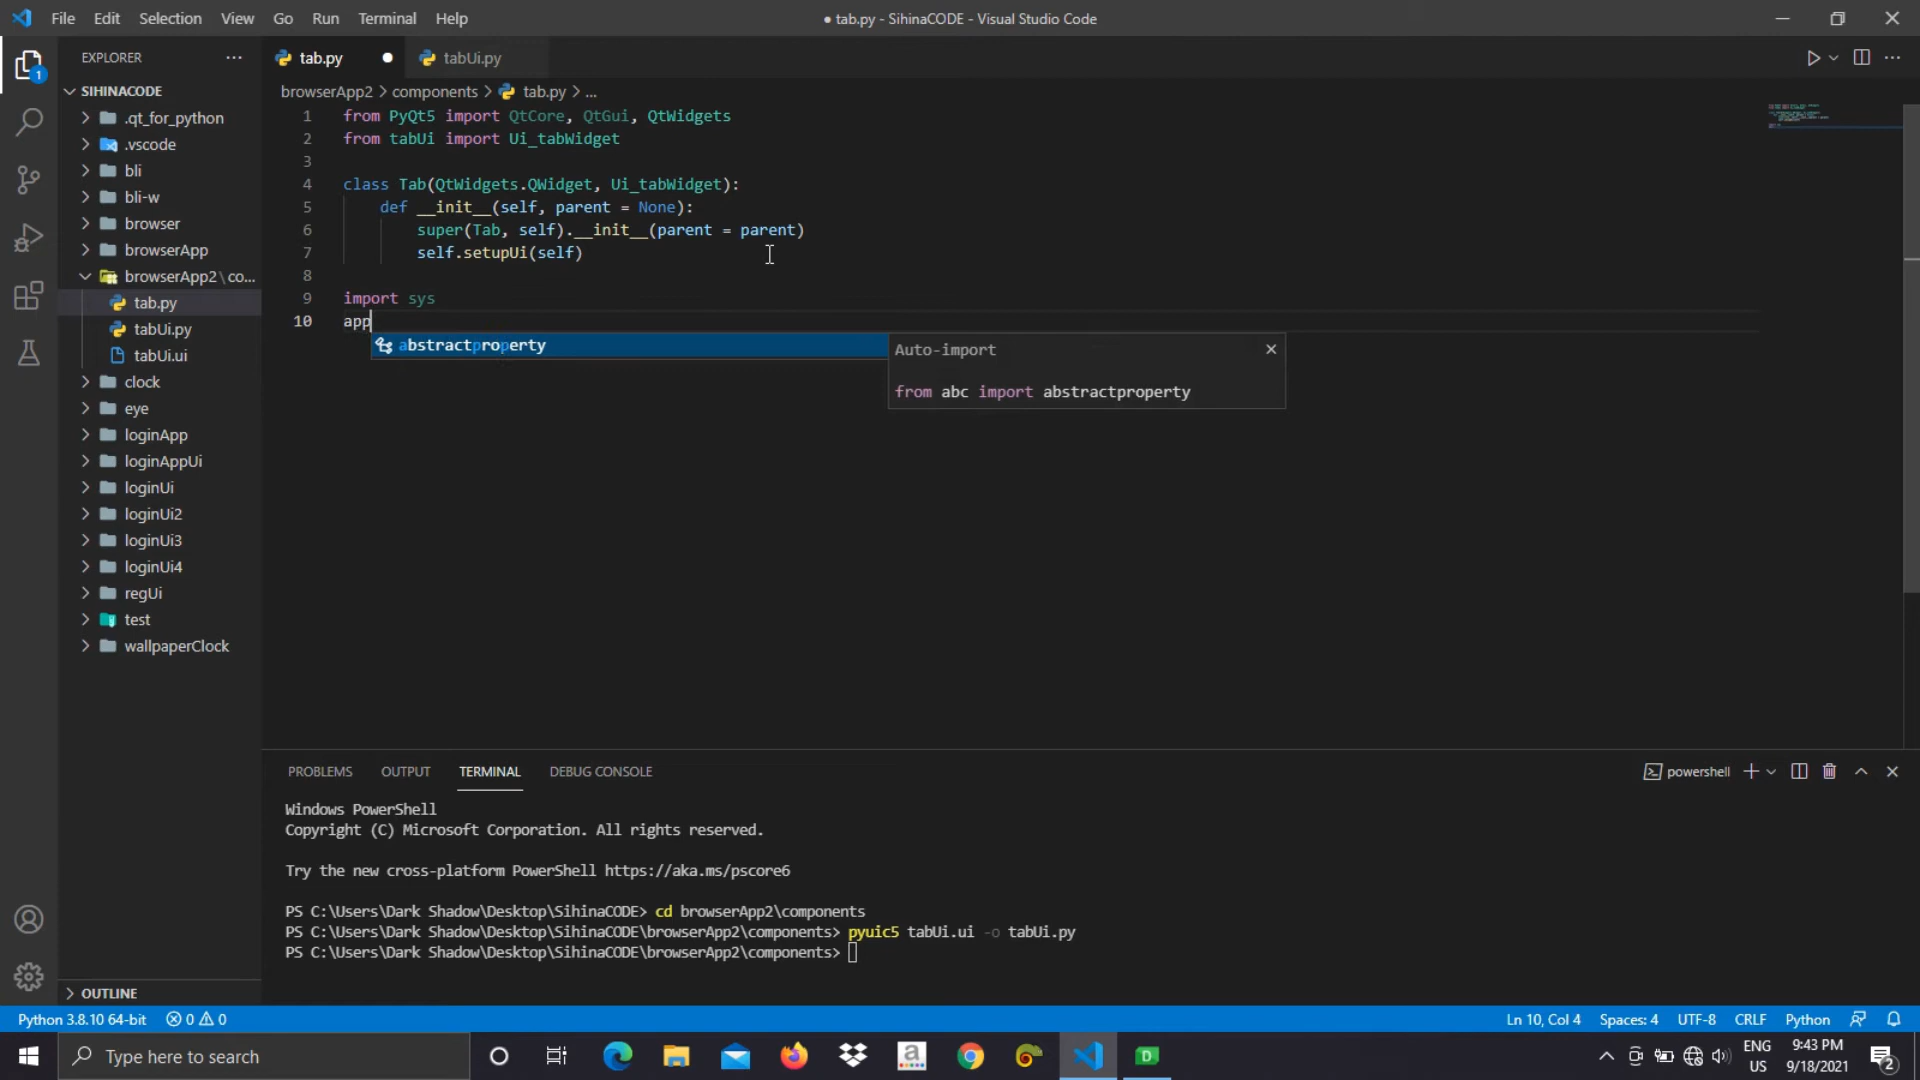 File Edit Selection View Go Run Terminal Help
● tab.py - SihinaCODE - Visual Studio Code
EXPLORER
tab.py
tabUi.py
SIHINACODE
browserApp2 > components > tab.py > ...
.qt_for_python
.vscode
bli
bli-w
browser
browserApp
browserApp2\co...
tab.py
tabUi.py
tabUi.ui
clock
eye
loginApp
loginAppUi
loginUi
loginUi2
loginUi3
loginUi4
regUi
test
wallpaperClock
OUTLINE
1 from PyQt5 import QtCore, QtGui, QtWidgets
2 from tabUi import Ui_tabWidget
3
4 class Tab(QtWidgets.QWidget, Ui_tabWidget):
5 def __init__(self, parent = None):
6 super(Tab, self).__init__(parent = parent)
7 self.setupUi(self)
8
9 import sys
10 app
abstractproperty
Auto-import
from abc import abstractproperty
PROBLEMS OUTPUT TERMINAL DEBUG CONSOLE
powershell
Windows PowerShell
Copyright (C) Microsoft Corporation. All rights reserved.
Try the new cross-platform PowerShell https://aka.ms/pscore6
PS C:\Users\Dark Shadow\Desktop\SihinaCODE> cd browserApp2\components
PS C:\Users\Dark Shadow\Desktop\SihinaCODE\browserApp2\components> pyuic5 tabUi.ui -o tabUi.py
PS C:\Users\Dark Shadow\Desktop\SihinaCODE\browserApp2\components>
Python 3.8.10 64-bit 0 0
Ln 10, Col 4 Spaces: 4 UTF-8 CRLF Python
Type here to search
ENG
US
9:43 PM
9/18/2021
2
1
a
D